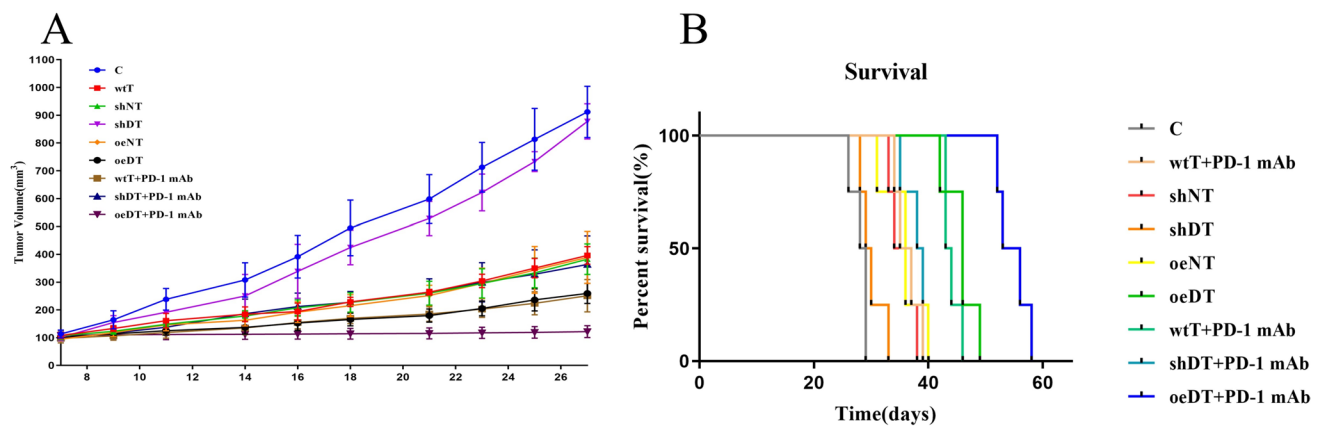 A
1100
1000
900
800
700
600
500
400
300
200
100
0
Tumor Volume(mm³)
C
wtT
shNT
shDT
oeNT
oeDT
wtT+PD-1 mAb
shDT+PD-1 mAb
oeDT+PD-1 mAb
8 10 12 14 16 18 20 22 24 26
B
Survival
100
50
0
Percent survival(%)
0 20 40 60
Time(days)
C
wtT+PD-1 mAb
shNT
shDT
oeNT
oeDT
wtT+PD-1 mAb
shDT+PD-1 mAb
oeDT+PD-1 mAb